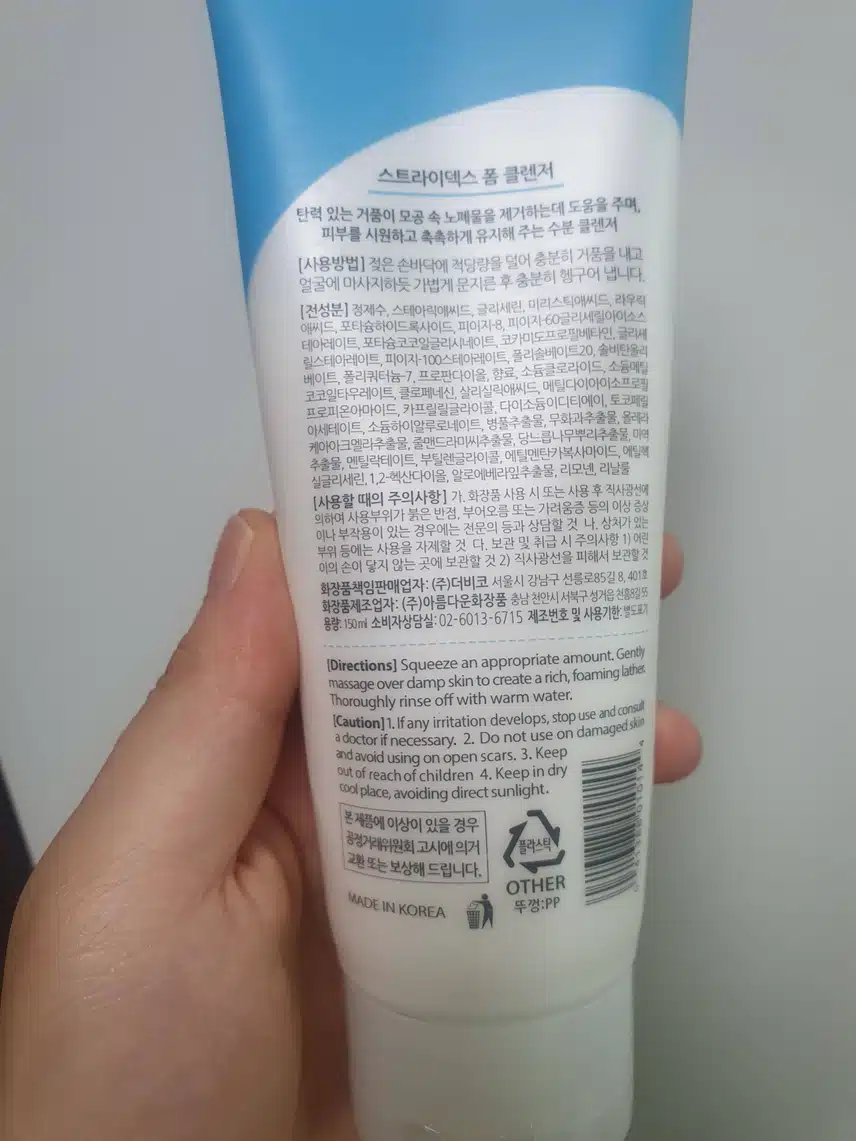 스트라이덱스 폼 클렌저
탄력 있는 거품이 모공 속 노폐물을 제거하는데 도움을 주며,
피부를 시원하고 촉촉하게 유지해 주는 수분 클렌저
[사용방법] 젖은 손바닥에 적당량을 덜어 충분히 거품을 내고
얼굴에 마사지하듯 가볍게 문지른 후 충분히 헹구어 냅니다.
[전성분] 정제수, 스테아릭애씨드, 글리세린, 미리스틱애씨드, 라우릭
애씨드, 포타슘하이드록사이드, 피이지-8, 피이지-60글리세릴아이소스
테아레이트, 포타슘코코일글리시네이트, 코카미도프로필베타인, 글리세
릴스테아레이트, 피이지-100스테아레이트, 폴리솔베이트20, 솔비탄올리
베이트, 폴리쿼터늄-7, 프로판다이올, 향료, 소듐클로라이드, 소듐메틸
코코일타우레이트, 클로페네신, 살리실릭애씨드, 메틸다이아이소프로필
프로피온아마이드, 카프릴릴글라이콜, 다이소듐이디티에이, 토코페릴
아세테이트, 소듐하이알루로네이트, 병풀추출물, 무화과추출물, 올레라
케아아크멜라추출물, 줄맨드라미씨추출물, 당느릅나무뿌리추출물, 미역
추출물, 멘틸락테이트, 부틸렌글라이콜, 에틸멘탄카복사마이드, 에틸헥
실글리세린, 1,2-헥산다이올, 알로에베라잎추출물, 리모넨, 리날룰
[사용할 때의 주의사항] 가. 화장품 사용 시 또는 사용 후 직사광선에
의하여 사용부위가 붉은 반점, 부어오름 또는 가려움증 등의 이상 증상
이나 부작용이 있는 경우에는 전문의 등과 상담할 것 나. 상처가 있는
부위 등에는 사용을 자제할 것 다. 보관 및 취급 시 주의사항 1) 어린
이의 손이 닿지 않는 곳에 보관할 것 2) 직사광선을 피해서 보관할 것
화장품책임판매업자: (주)더비코 서울시 강남구 선릉로85길 8, 401호
화장품제조업자: (주)아름다운화장품 충남 천안시 서북구 성거읍 천흥8길 95
용량: 150ml 소비자상담실: 02-6013-6715 제조번호 및 사용기한: 별도표기
[Directions] Squeeze an appropriate amount. Gently
massage over damp skin to create a rich, foaming lather.
Thoroughly rinse off with warm water.
[Caution] 1. If any irritation develops, stop use and consult
a doctor if necessary. 2. Do not use on damaged skin
and avoid using on open scars. 3. Keep
out of reach of children 4. Keep in dry
cool place, avoiding direct sunlight.
본 제품에 이상이 있을 경우
공정거래위원회 고시에 의거
교환 또는 보상해 드립니다.
플라스틱
OTHER
뚜껑:PP
MADE IN KOREA